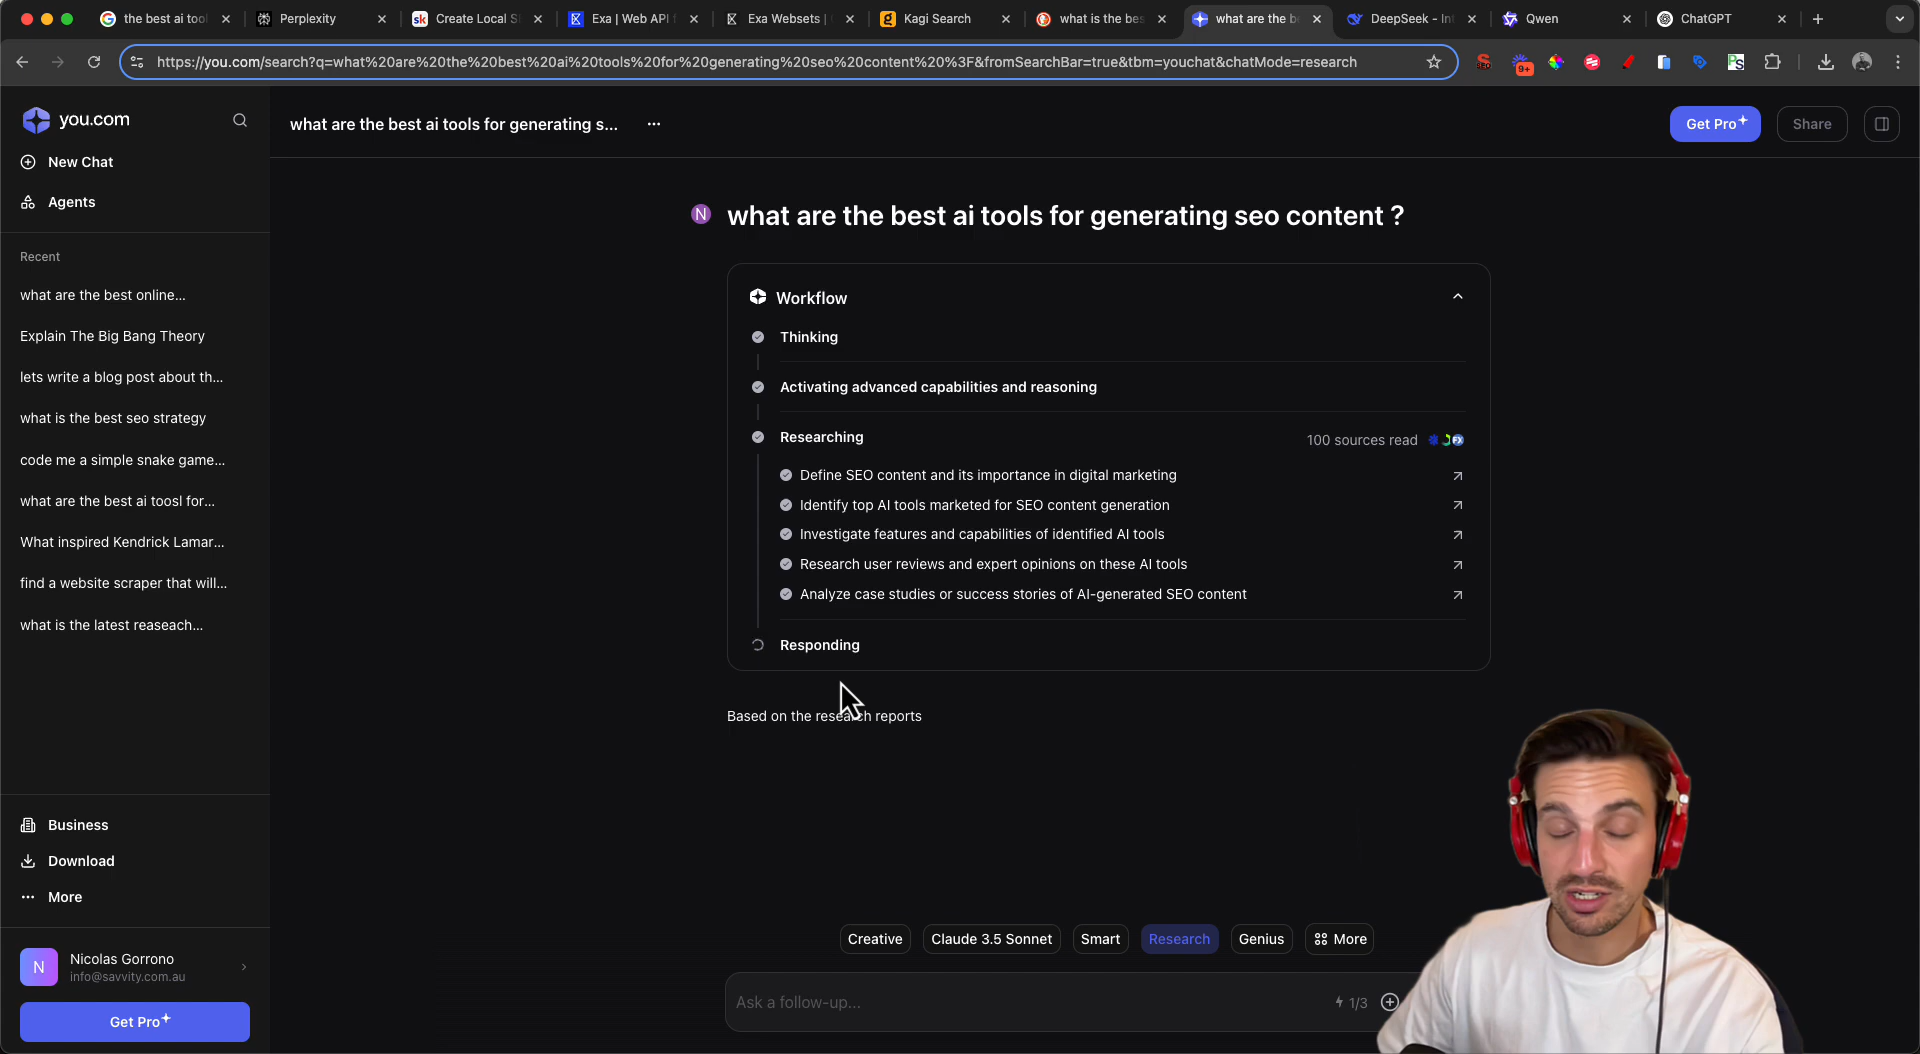 the best ai tool
Perplexity
Create Local S
Exa | Web API f
Exa Websets |
Kagi Search
what is the bes
what are the b
DeepSeek - Int
Qwen
ChatGPT
https://you.com/search?q=what%20are%20the%20best%20ai%20tools%20for%20generating%20seo%20content%20%3F&fromSearchBar=true&tbm=youchat&chatMode=research
9+
you.com
what are the best ai tools for generating s...
Get Pro
Share
New Chat
Agents
Recent
what are the best online...
Explain The Big Bang Theory
lets write a blog post about th...
what is the best seo strategy
code me a simple snake game...
what are the best ai toosl for...
What inspired Kendrick Lamar...
find a website scraper that will...
what is the latest reaseach...
Business
Download
More
N
Nicolas Gorrono
info@savvity.com.au
Get Pro
N
what are the best ai tools for generating seo content ?
Workflow
Thinking
Activating advanced capabilities and reasoning
Researching
100 sources read
Define SEO content and its importance in digital marketing
Identify top AI tools marketed for SEO content generation
Investigate features and capabilities of identified AI tools
Research user reviews and expert opinions on these AI tools
Analyze case studies or success stories of AI-generated SEO content
Responding
Based on the research reports
Creative
Claude 3.5 Sonnet
Smart
Research
Genius
More
Ask a follow-up...
1/3